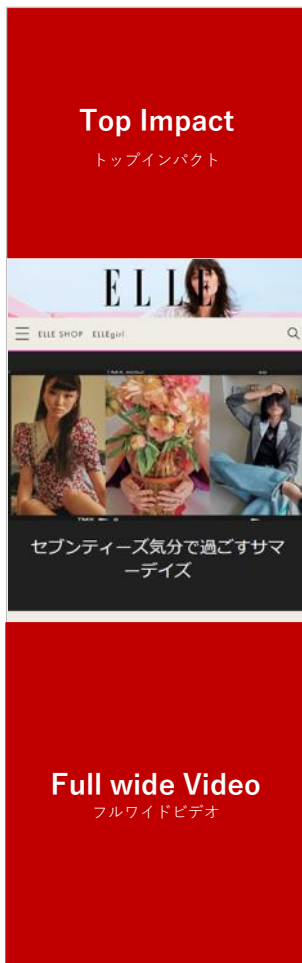 Top Impact
トップインパクト
ELLE
ELLE SHOP ELLEgirl
セブンティーズ気分で過ごすサマ
ーデイズ
Full wide Video
フルワイドビデオ